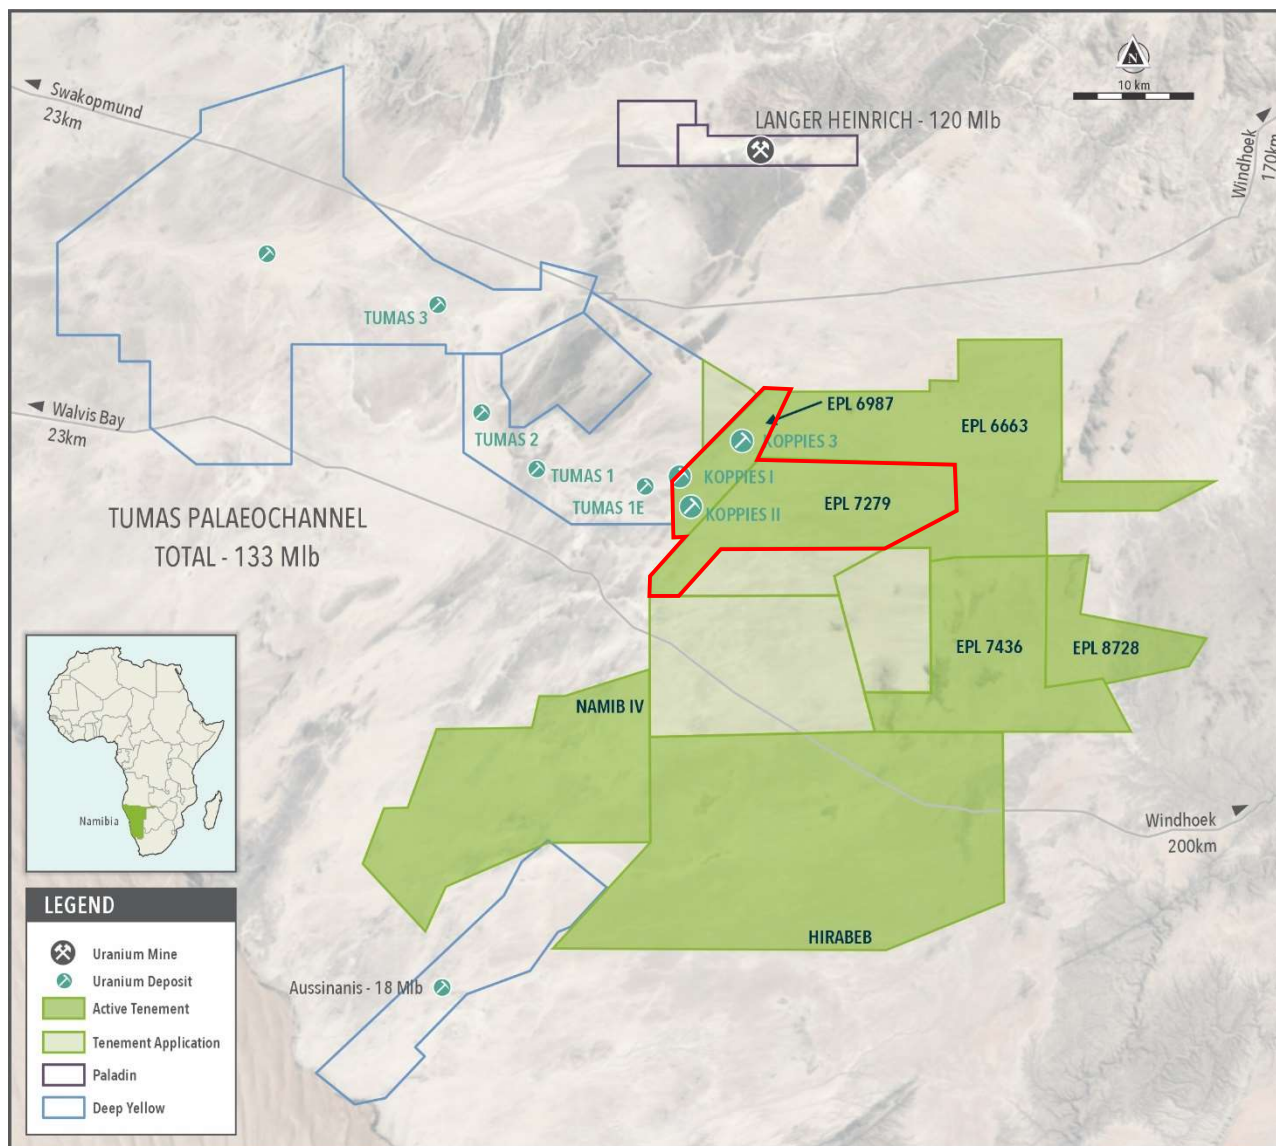 N
10 km
Swakopmund
23km
LANGER HEINRICH - 120 Mlb
Windhoek
170km
TUMAS 3
Walvis Bay
23km
EPL 6987
EPL 6663
TUMAS 2
KOPPIES 3
TUMAS 1
KOPPIES I
TUMAS 1E
EPL 7279
KOPPIES II
TUMAS PALAEOCHANNEL
TOTAL - 133 Mlb
EPL 7436
EPL 8728
NAMIB IV
Namibia
Windhoek
200km
HIRABEB
Aussinanis - 18 Mlb
LEGEND
Uranium Mine
Uranium Deposit
Active Tenement
Tenement Application
Paladin
Deep Yellow